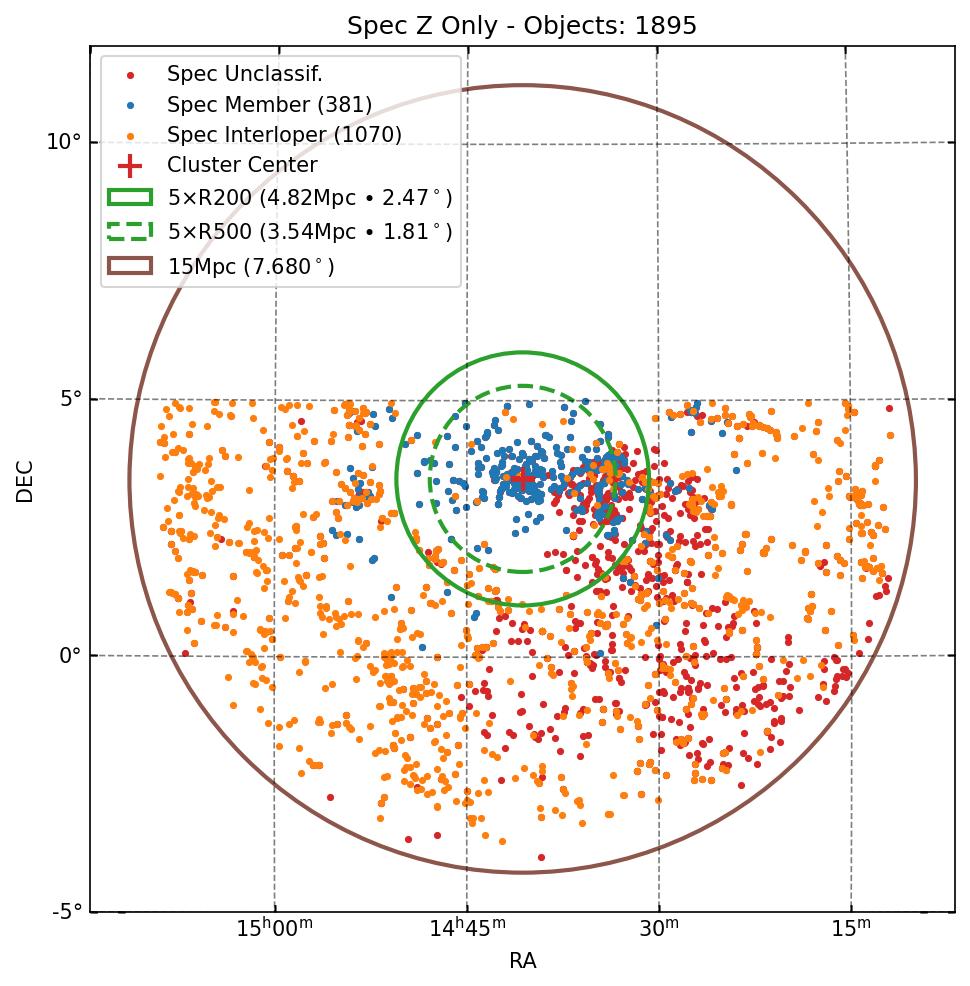 Spec Z Only - Objects: 1895
Spec Unclassif.
Spec Member (381)
Spec Interloper (1070)
Cluster Center
5×R200 (4.82Mpc • 2.47°)
5×R500 (3.54Mpc • 1.81°)
15Mpc (7.680°)
10°
5°
0°
-5°
DEC
15ʰ00ᵐ
14ʰ45ᵐ
30ᵐ
15ᵐ
RA